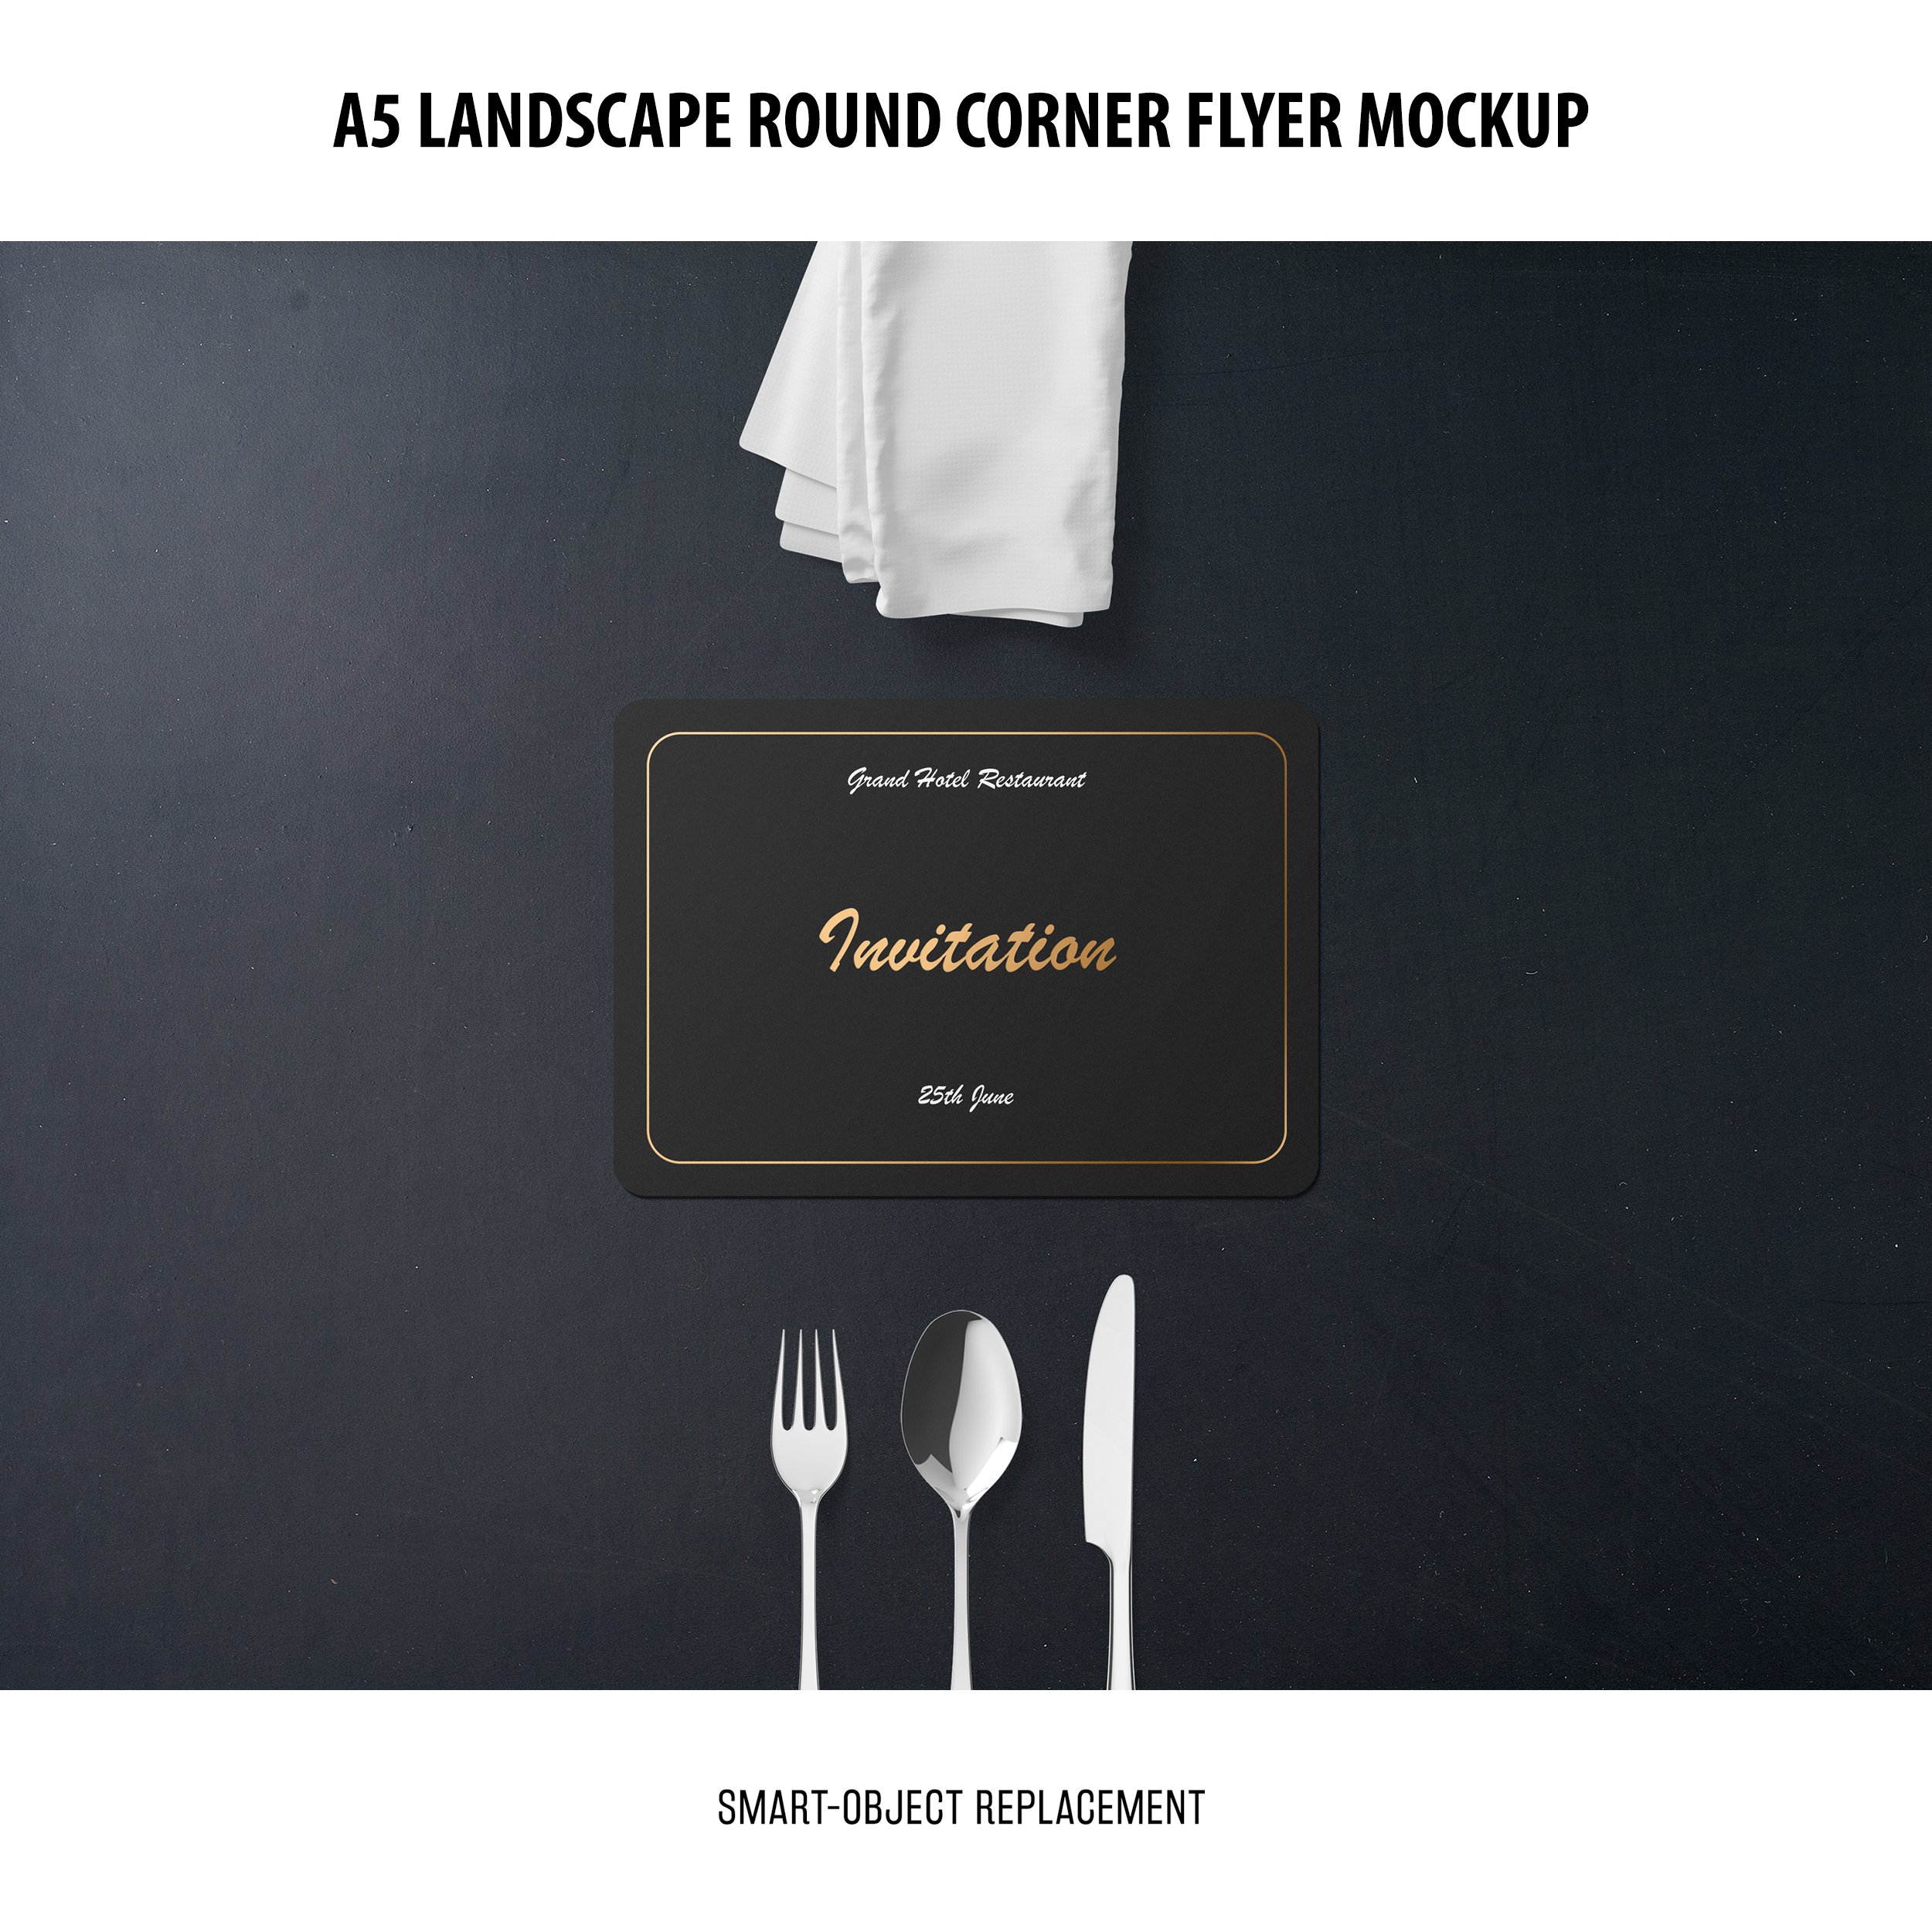 A5 LANDSCAPE ROUND CORNER FLYER MOCKUP
Grand Hotel Restaurant
Invitation
25th June
SMART-OBJECT REPLACEMENT